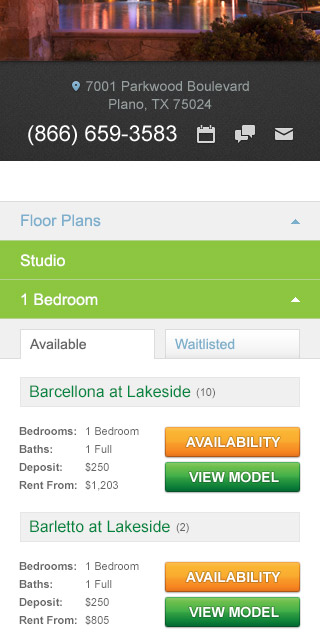 7001 Parkwood Boulevard
Plano, TX 75024
(866) 659-3583
Floor Plans
Studio
1 Bedroom
Available Waitlisted
Barcellona at Lakeside (10)
Bedrooms: 1 Bedroom
Baths: 1 Full
Deposit: $250
Rent From: $1,203
AVAILABILITY
VIEW MODEL
Barletto at Lakeside (2)
Bedrooms: 1 Bedroom
Baths: 1 Full
Deposit: $250
Rent From: $805
AVAILABILITY
VIEW MODEL